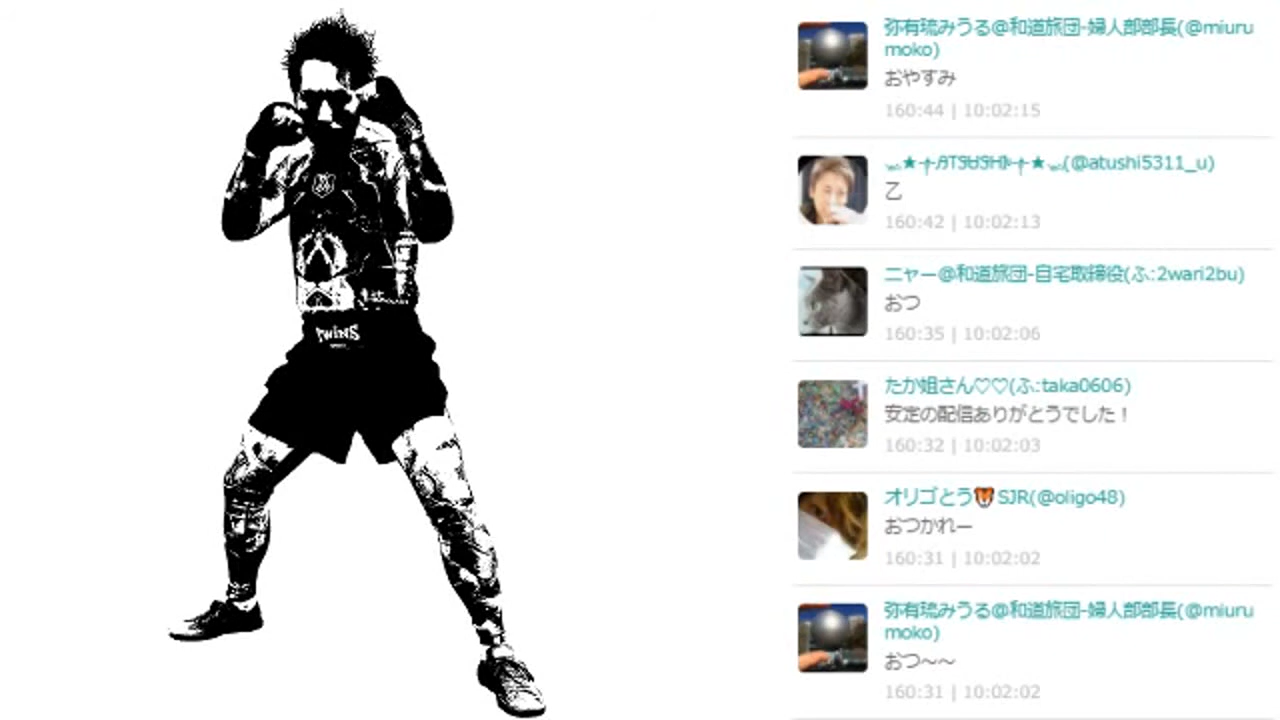 TWINS
弥有琉みうる@和道旅団-婦人部部長(@miuru
moko)
おやすみ
160:44 | 10:02:15
(@atushi5311_u)
乙
160:42 | 10:02:13
ニャー@和道旅団-自宅取締役(ふ:2wari2bu)
おつ
160:35 | 10:02:06
たか姐さん♡♡(ふ:taka0606)
安定の配信ありがとうでした！
160:32 | 10:02:03
オリゴとう🐯SJR(@oligo48)
おつかれー
160:31 | 10:02:02
弥有琉みうる@和道旅団-婦人部部長(@miuru
moko)
おつ～～
160:31 | 10:02:02